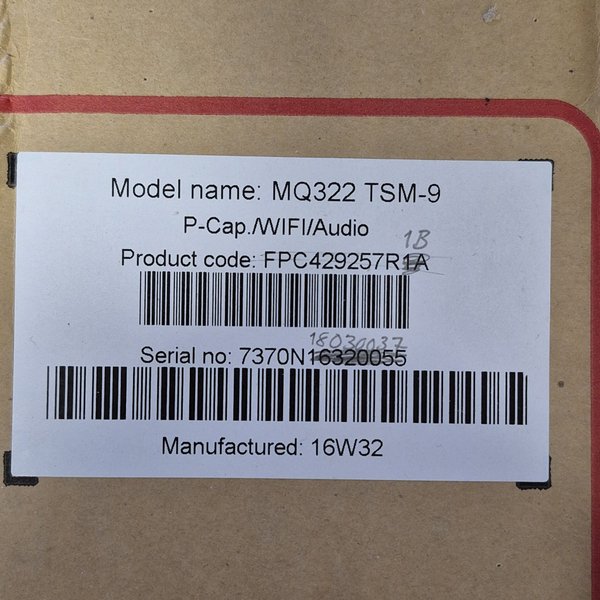 Model name: MQ322 TSM-9
P-Cap./WIFI/Audio
1B
Product code: FPC429257R1A
18030037
Serial no: 7370N16320055
Manufactured: 16W32